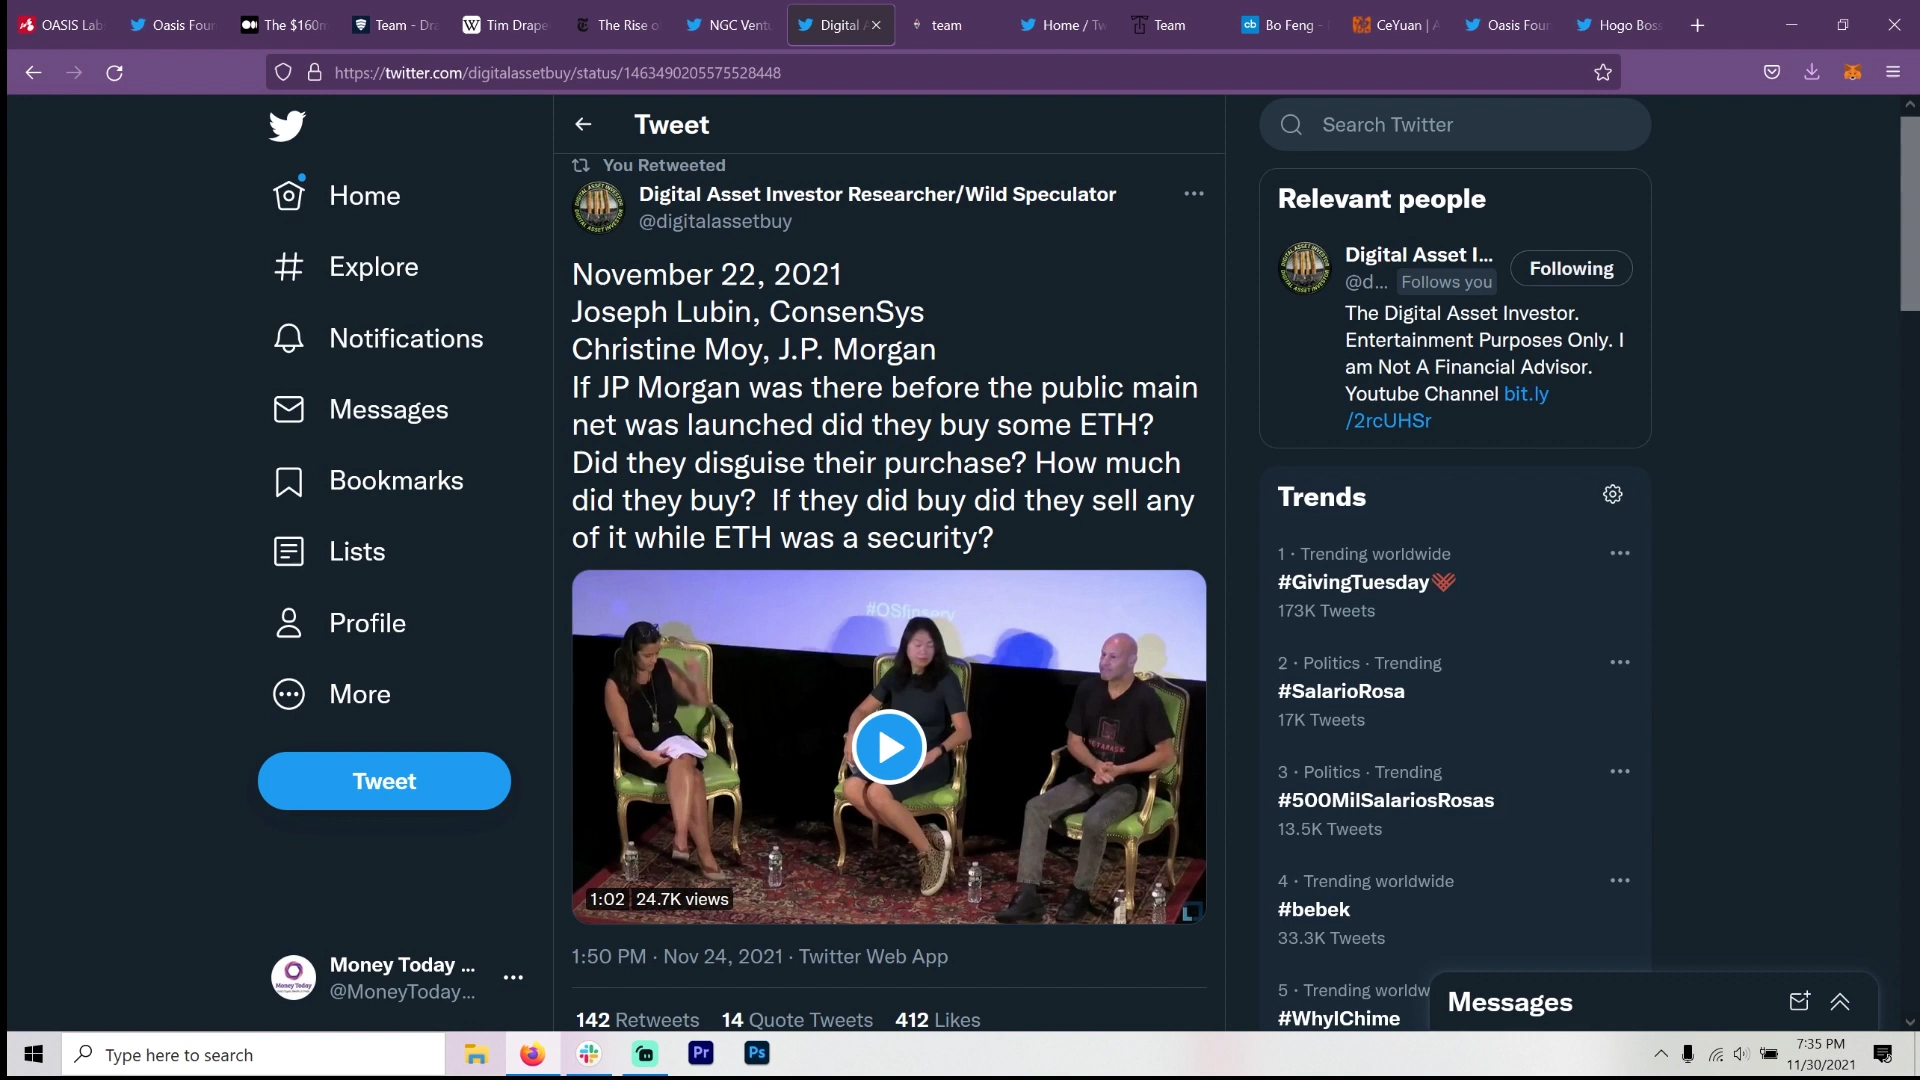 OASIS Lab
Oasis Foun
The $160m
Team - Dra
Tim Drape
The Rise o
NGC Ventu
Digital A
team
Home / Tw
Team
Bo Feng -
CeYuan | A
Oasis Foun
Hogo Boss
https://twitter.com/digitalassetbuy/status/1463490205575528448
Home
Explore
Notifications
Messages
Bookmarks
Lists
Profile
More
Tweet
Money Today ...
@MoneyToday...
Tweet
You Retweeted
Digital Asset Investor Researcher/Wild Speculator
@digitalassetbuy
November 22, 2021
Joseph Lubin, ConsenSys
Christine Moy, J.P. Morgan
If JP Morgan was there before the public main
net was launched did they buy some ETH?
Did they disguise their purchase? How much
did they buy? If they did buy did they sell any
of it while ETH was a security?
#OSfinserv
METAMASK
1:02 24.7K views
1:50 PM · Nov 24, 2021 · Twitter Web App
142 Retweets 14 Quote Tweets 412 Likes
Search Twitter
Relevant people
Digital Asset I...
@d... Follows you
Following
The Digital Asset Investor.
Entertainment Purposes Only. I
am Not A Financial Advisor.
Youtube Channel bit.ly
/2rcUHSr
Trends
1 · Trending worldwide
#GivingTuesday
173K Tweets
2 · Politics · Trending
#SalarioRosa
17K Tweets
3 · Politics · Trending
#500MilSalariosRosas
13.5K Tweets
4 · Trending worldwide
#bebek
33.3K Tweets
5 · Trending worldw
#WhyIChime
Messages
Type here to search
Pr
Ps
7:35 PM
11/30/2021